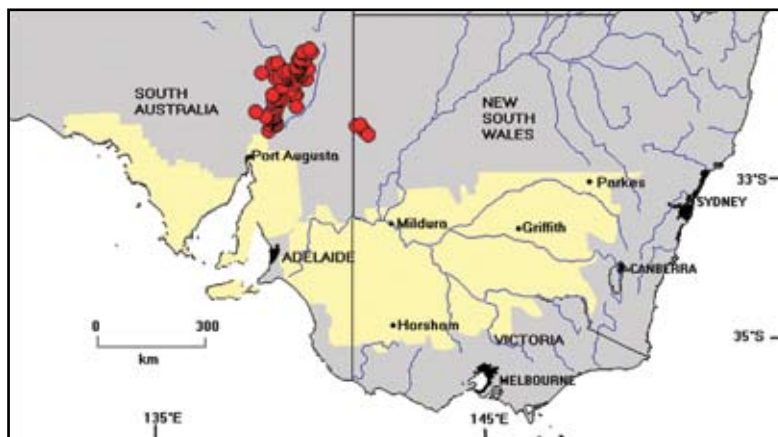 SOUTH
AUSTRALIA
NEW
SOUTH
WALES
Port Augusta
Parkes
33°S
SYDNEY
Mildura
Griffith
ADELAIDE
CANBERRA
0 300
km
Horsham
VICTORIA
35°S
MELBOURNE
135°E 145°E